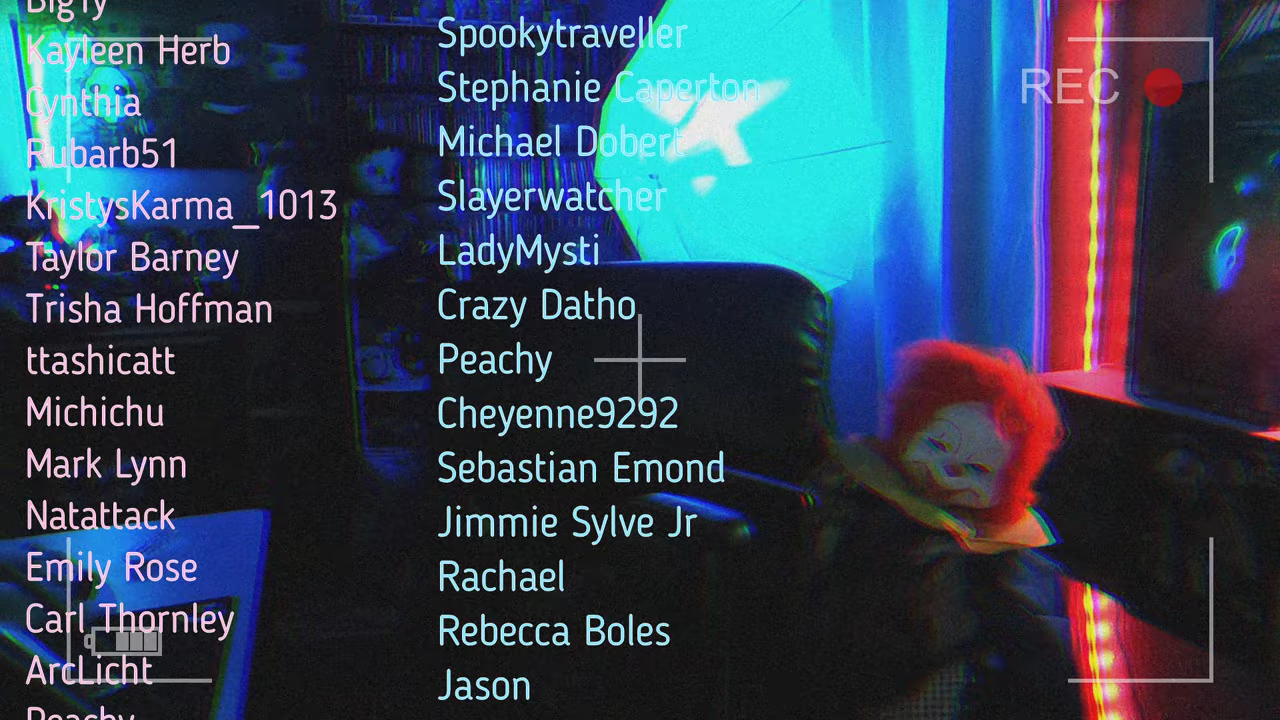 BigTy
Kayleen Herb
Cynthia
Rubarb51
KristysKarma_1013
Taylor Barney
Trisha Hoffman
ttashicatt
Michichu
Mark Lynn
Natattack
Emily Rose
Carl Thornley
ArcLicht
Peachy
Spookytraveller
Stephanie Caperton
Michael Dobert
Slayerwatcher
LadyMysti
Crazy Datho
Peachy
Cheyenne9292
Sebastian Emond
Jimmie Sylve Jr
Rachael
Rebecca Boles
Jason
REC